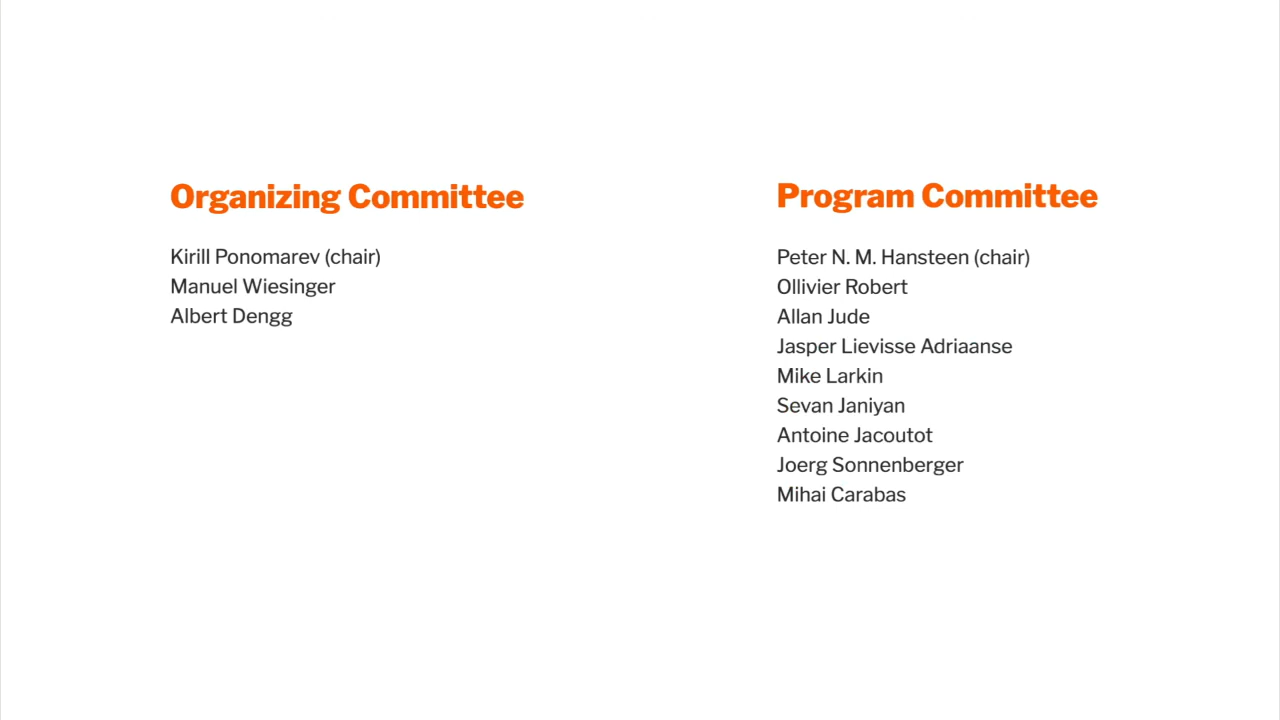 Organizing Committee
Kirill Ponomarev (chair)
Manuel Wiesinger
Albert Dengg
Program Committee
Peter N. M. Hansteen (chair)
Ollivier Robert
Allan Jude
Jasper Lievisse Adriaanse
Mike Larkin
Sevan Janiyan
Antoine Jacoutot
Joerg Sonnenberger
Mihai Carabas